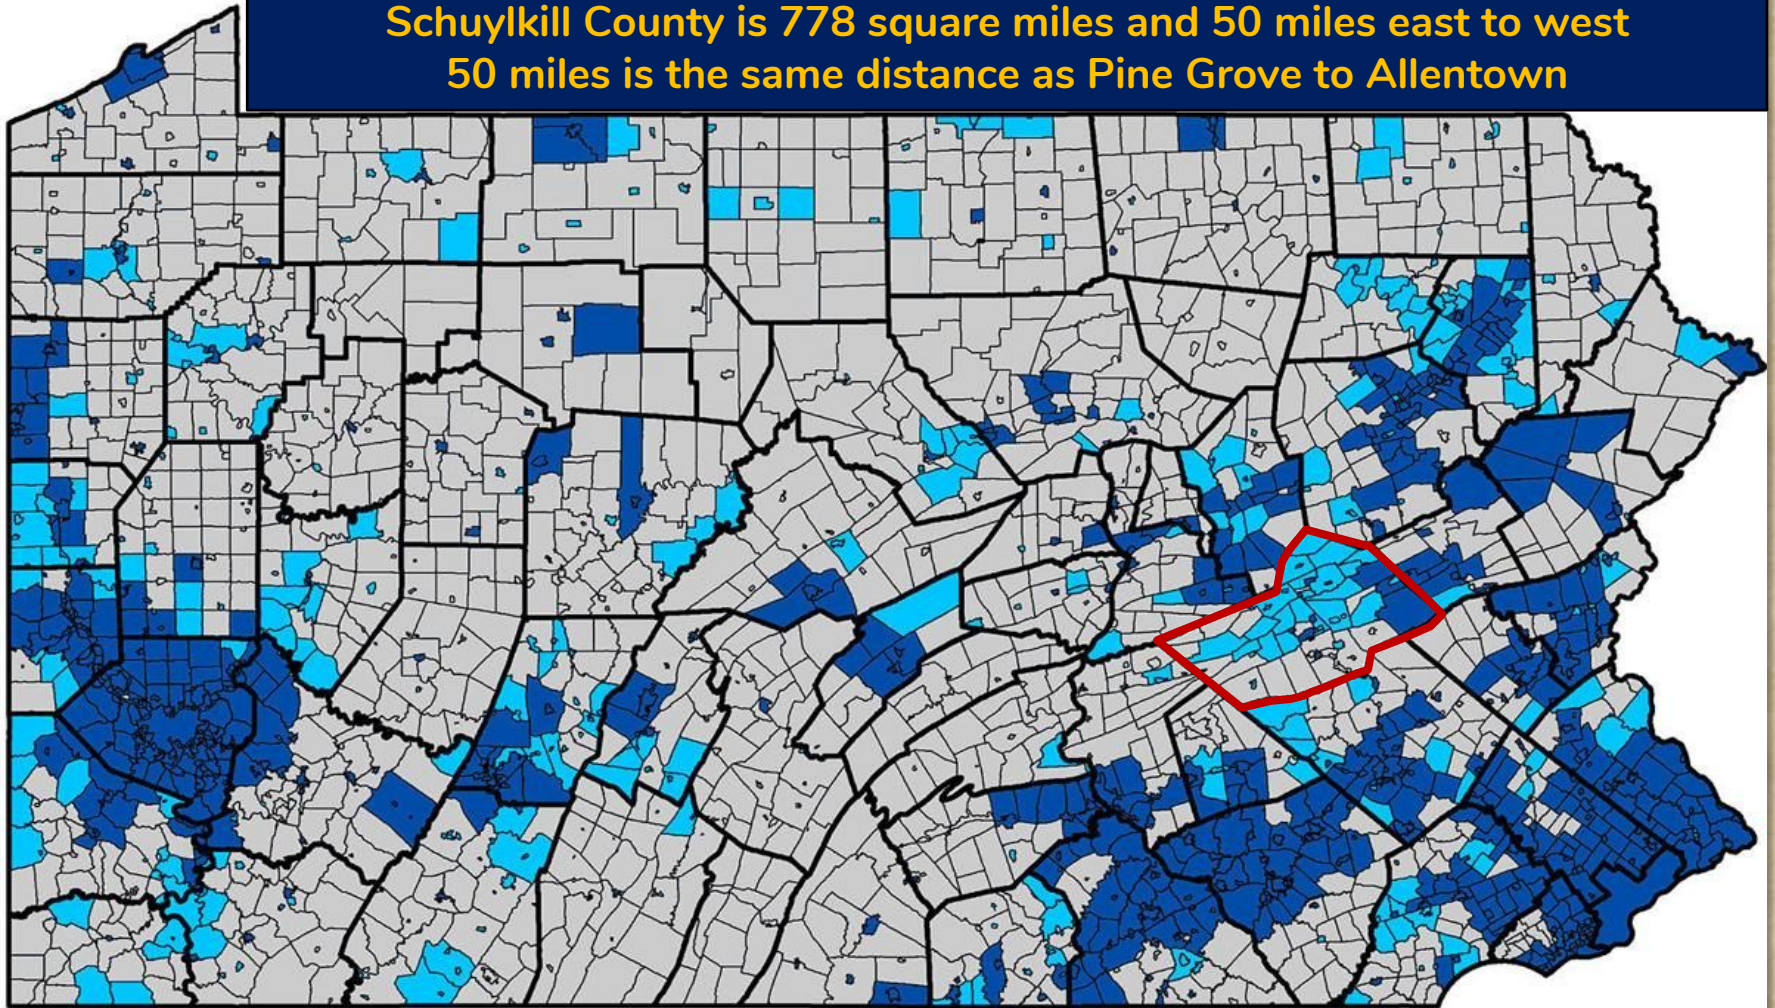 Schuylkill County is 778 square miles and 50 miles east to west
50 miles is the same distance as Pine Grove to Allentown